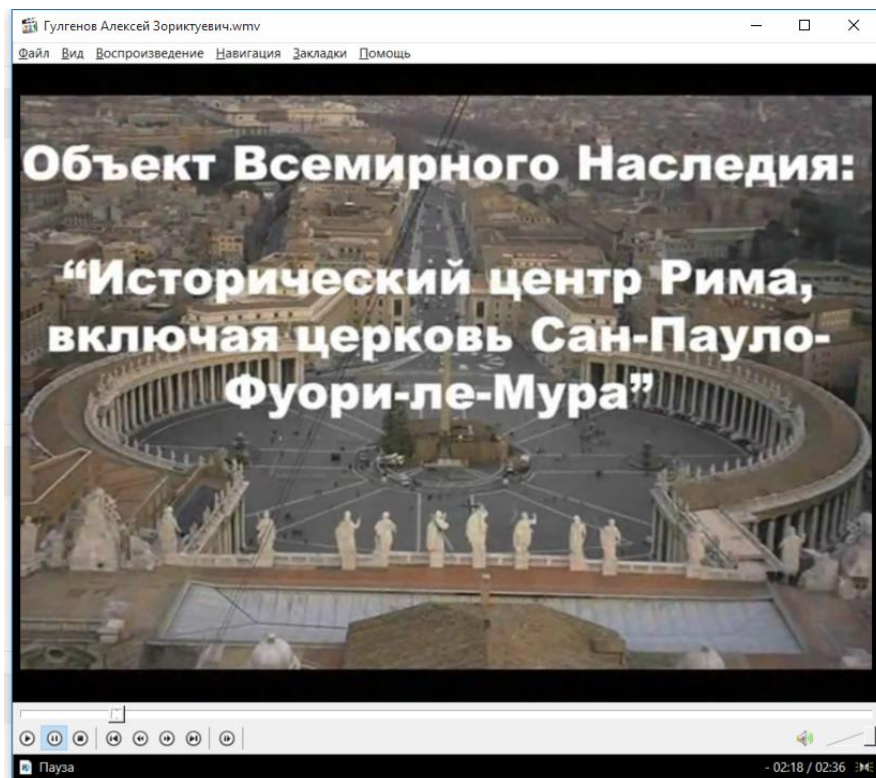 Гулгенов Алексей Зориктуевич.wmv
Файл Вид Воспроизведение Навигация Закладки Помощь
Объект Всемирного Наследия:
“Исторический центр Рима,
включая церковь Сан-Пауло-
Фуори-ле-Мура”
Пауза
- 02:18 / 02:36